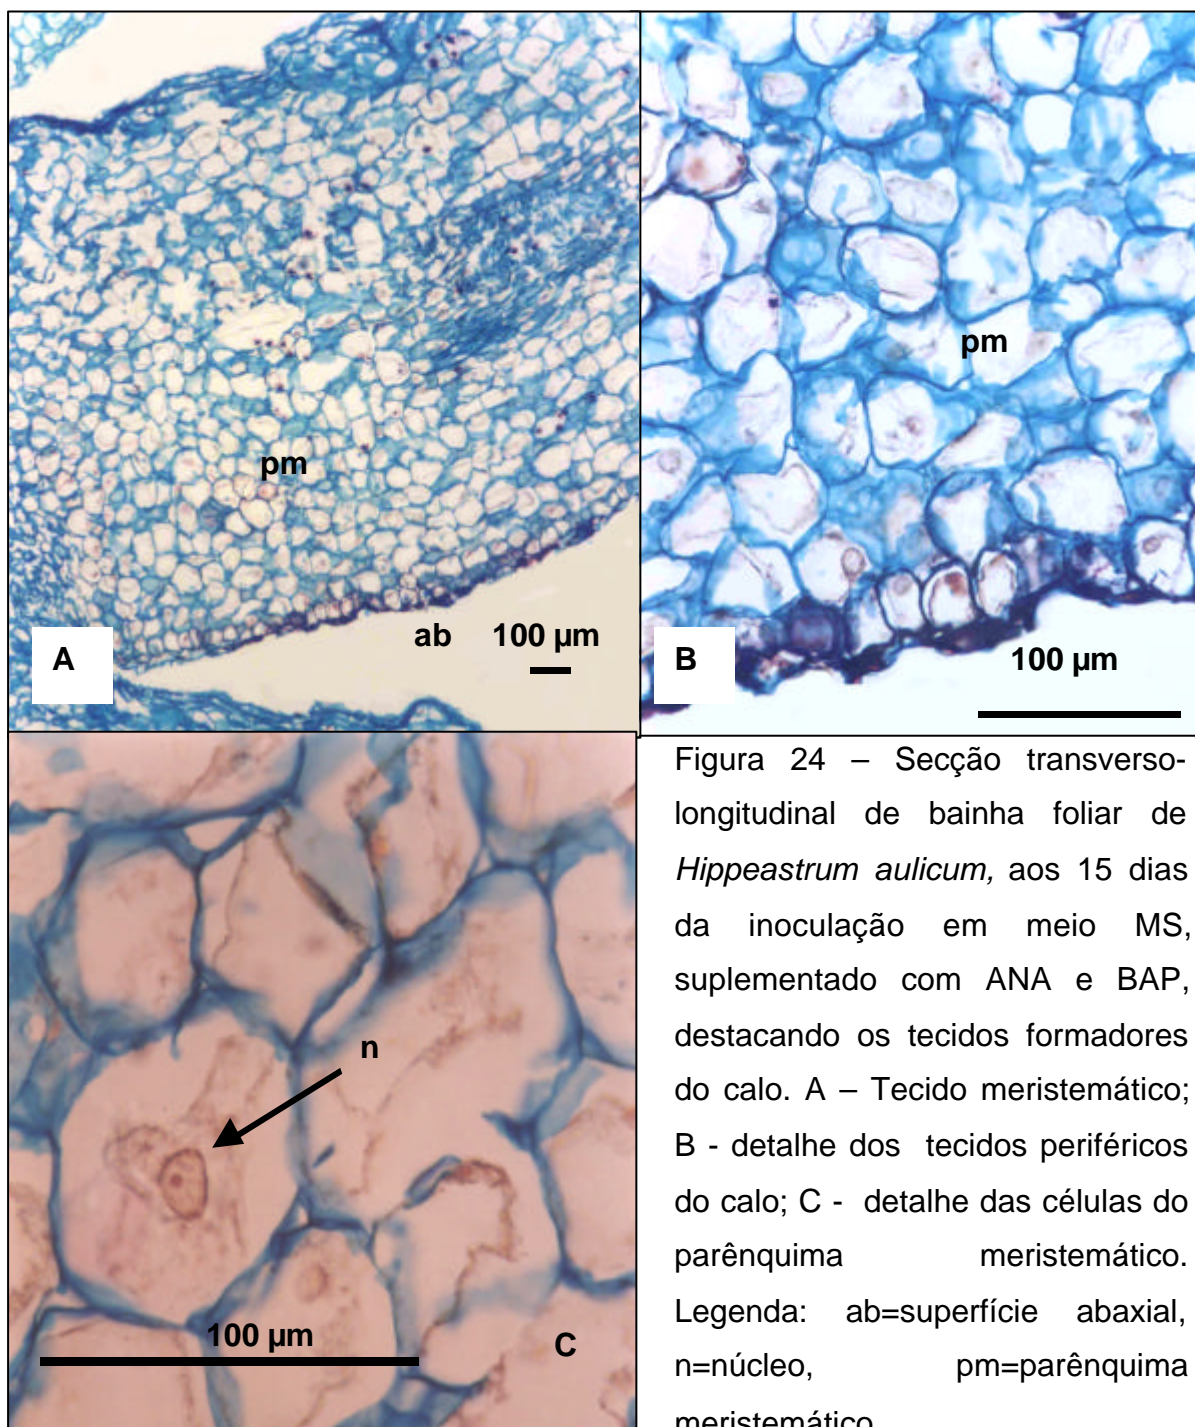 pm
ab
100 µm
A
pm
100 µm
B
n
100 µm
C
Figura 24 – Secção transverso-
longitudinal de bainha foliar de
Hippeastrum aulicum, aos 15 dias
da inoculação em meio MS,
suplementado com ANA e BAP,
destacando os tecidos formadores
do calo. A – Tecido meristemático;
B - detalhe dos tecidos periféricos
do calo; C - detalhe das células do
parênquima meristemático.
Legenda: ab=superfície abaxial,
n=núcleo, pm=parênquima
meristemático